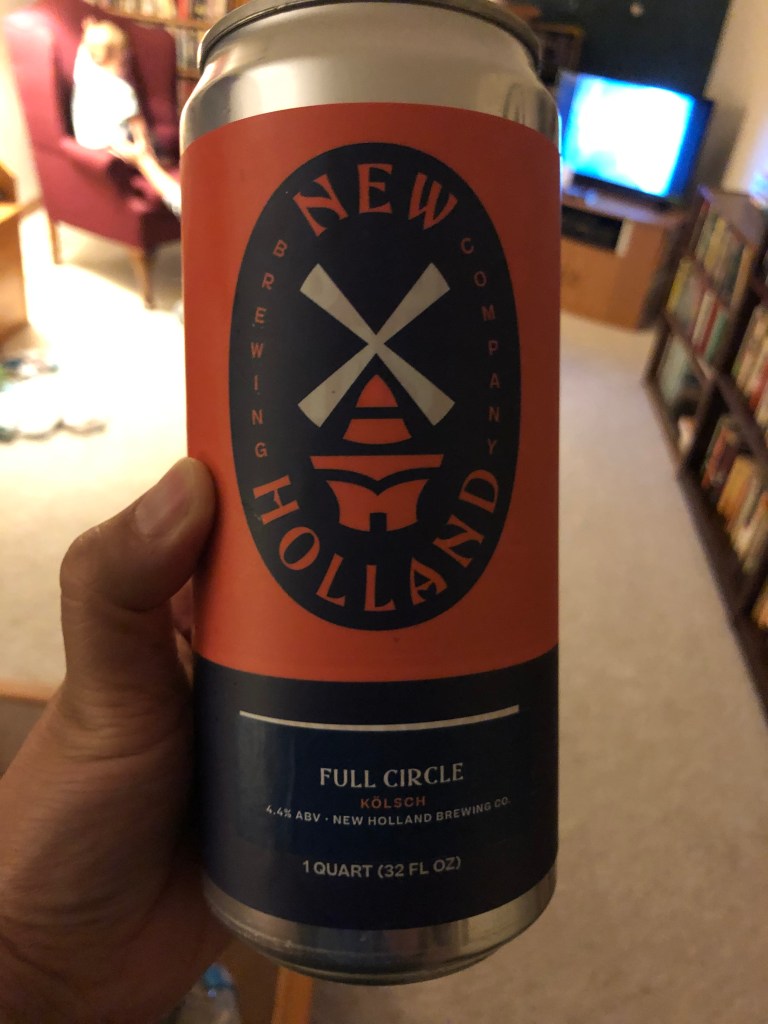 NEW
BREWING
COMPANY
HOLLAND
FULL CIRCLE
KÖLSCH
4.4% ABV · NEW HOLLAND BREWING CO.
1 QUART (32 FL OZ)